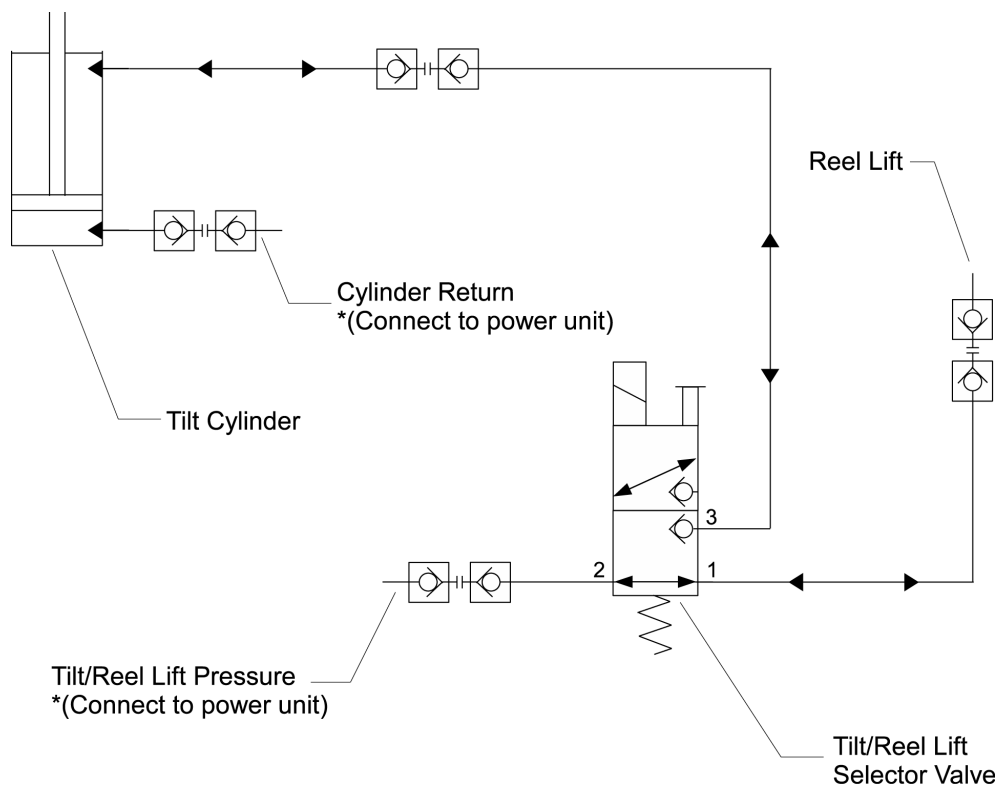 Reel Lift
Cylinder Return
*(Connect to power unit)
Tilt Cylinder
3
2
1
Tilt/Reel Lift Pressure
*(Connect to power unit)
Tilt/Reel Lift
Selector Valve